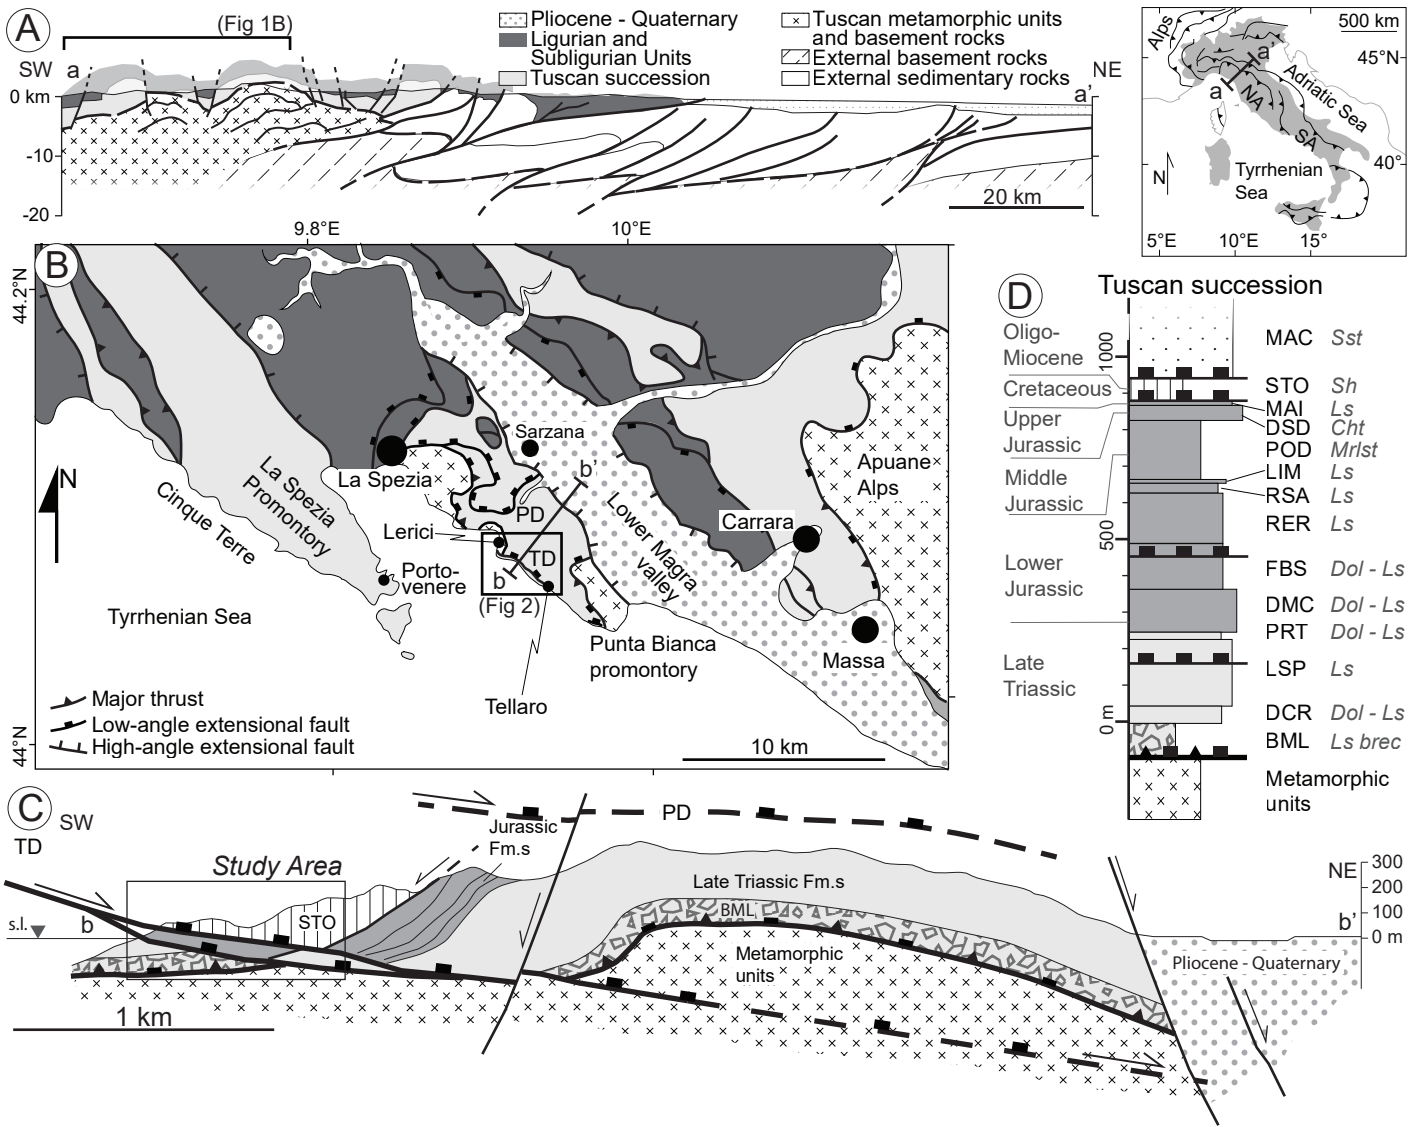 A
(Fig 1B)
SW
a
0 km
-10
-20
Pliocene - Quaternary
Ligurian and
Subligurian Units
Tuscan succession
Tuscan metamorphic units
and basement rocks
External basement rocks
External sedimentary rocks
NE
a'
20 km
500 km
Alps
a'
a
NA
SA
Adriatic Sea
Tyrrhenian
Sea
N
45°N
40°
5°E
10°E
15°
B
9.8°E
10°
44.2°N
44°N
N
La Spezia
Promontory
Cinque Terre
Tyrrhenian Sea
La Spezia
Sarzana
Lerici
PD
b'
TD
b
(Fig 2)
Porto-
venere
Tellaro
Punta Bianca
promontory
Lower Magra
valley
Carrara
Massa
Apuane
Alps
Major thrust
Low-angle extensional fault
High-angle extensional fault
10 km
D
Tuscan succession
Oligo-
Miocene
Cretaceous
Upper
Jurassic
Middle
Jurassic
Lower
Jurassic
Late
Triassic
1000
500
0 m
MAC Sst
STO Sh
MAI Ls
DSD Cht
POD Mrlst
LIM Ls
RSA Ls
RER Ls
FBS Dol - Ls
DMC Dol - Ls
PRT Dol - Ls
LSP Ls
DCR Dol - Ls
BML Ls brec
Metamorphic
units
C
SW
TD
Study Area
s.l.
b
STO
Jurassic
Fm.s
PD
Late Triassic Fm.s
BML
Metamorphic
units
Pliocene - Quaternary
NE
b'
300
200
100
0 m
1 km